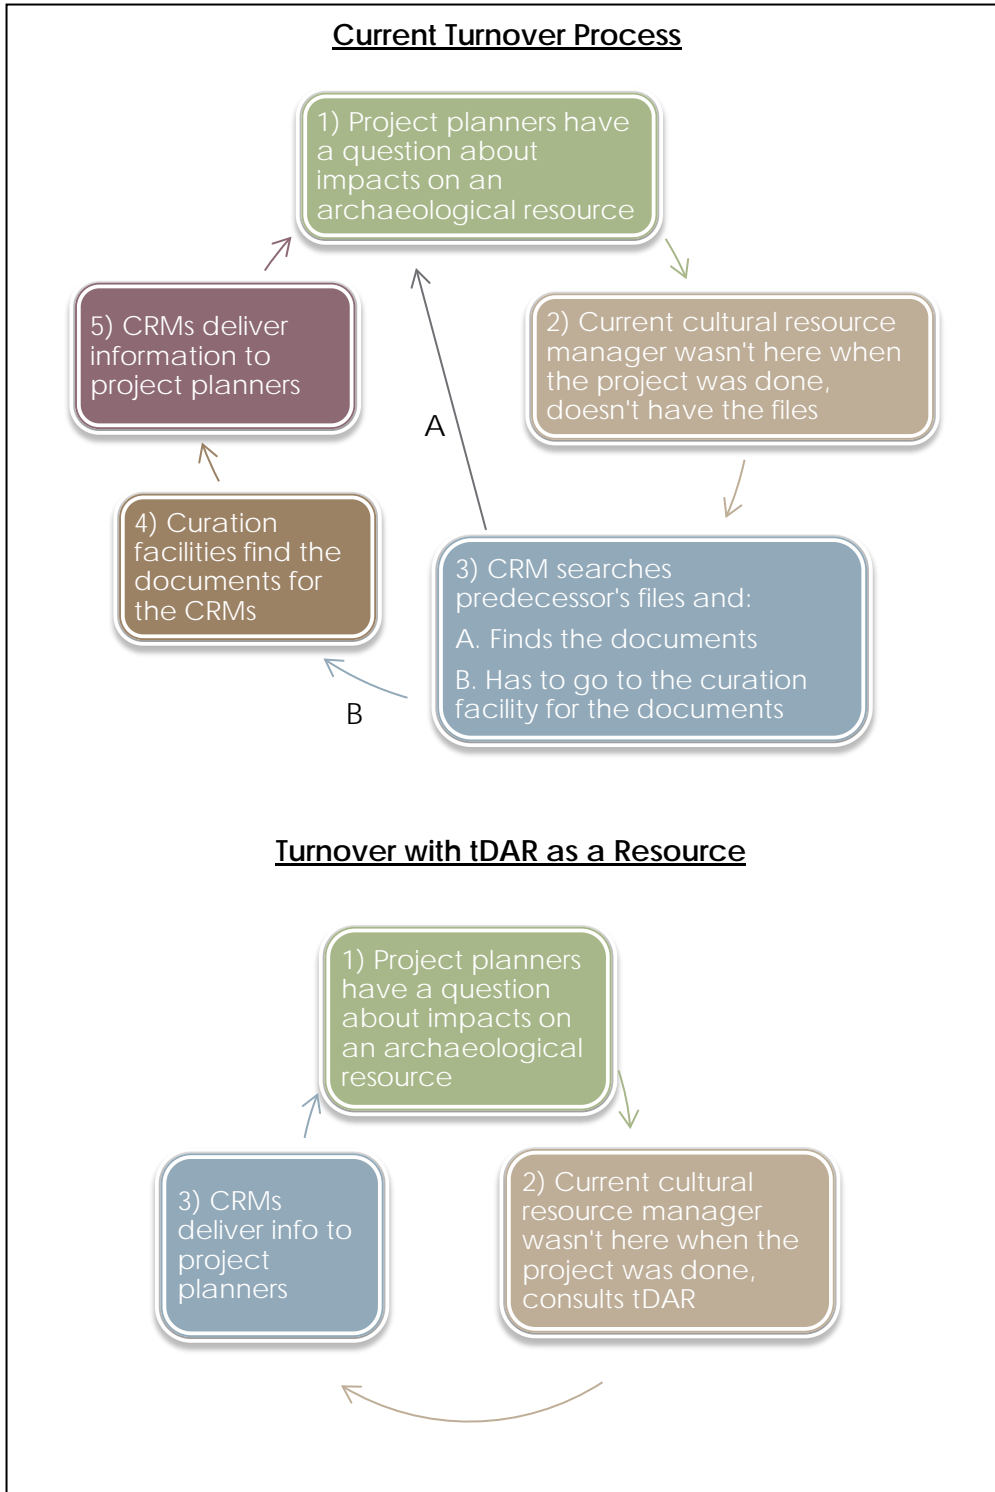 Current Turnover Process
1) Project planners have
a question about
impacts on an
archaeological resource
2) Current cultural resource
manager wasn't here when
the project was done,
doesn't have the files
3) CRM searches
predecessor's files and:
A. Finds the documents
B. Has to go to the curation
facility for the documents
A
B
4) Curation
facilities find the
documents for
the CRMs
5) CRMs deliver
information to
project planners
Turnover with tDAR as a Resource
1) Project planners
have a question
about impacts on
an archaeological
resource
2) Current cultural
resource manager
wasn't here when the
project was done,
consults tDAR
3) CRMs
deliver info to
project
planners